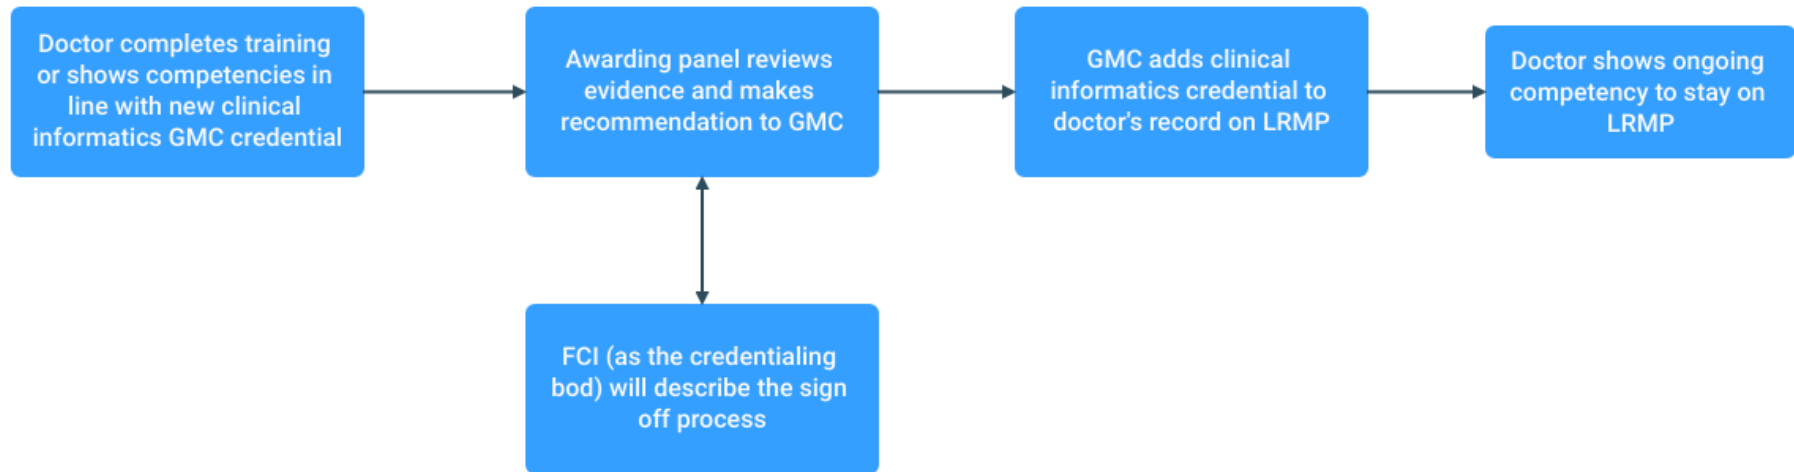 Doctor completes training
or shows competencies in
line with new clinical
informatics GMC credential
Awarding panel reviews
evidence and makes
recommendation to GMC
GMC adds clinical
informatics credential to
doctor's record on LRMP
Doctor shows ongoing
competency to stay on
LRMP
FCI (as the credentialing
bod) will describe the sign
off process